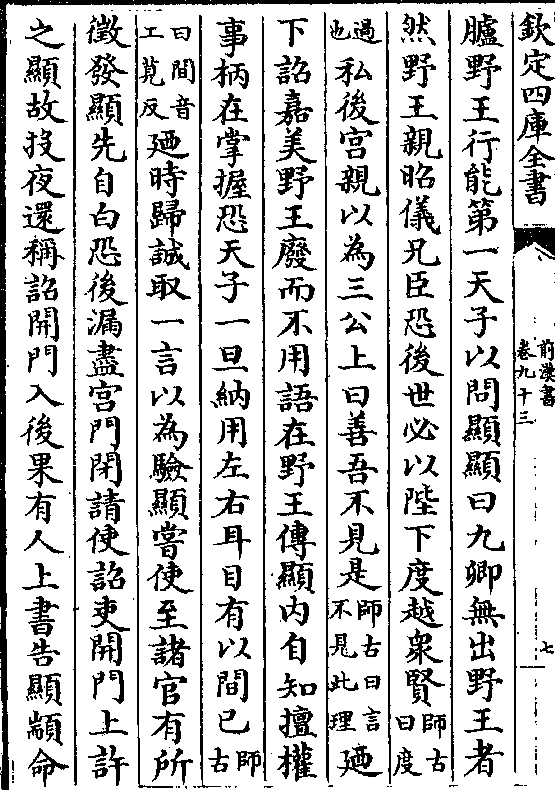 欽定四庫全書
前漢書
卷九十三
七
臚野王行能第一天子以問顯顯曰九卿無出野王者
然野王親昭儀兄臣恐後世必以陛下度越衆賢師古曰度
過也私後宫親以為三公上曰善吾不見是師古曰言不見此理廼
下詔嘉美野王廢而不用語在野王傳顯内自知擅權
事柄在掌握恐天子一旦納用左右耳目有以間已師古
曰間音工莧反廼時歸誠取一言以為驗顯嘗使至諸官有所
徵發顯先自白恐後漏盡宫門閉請使詔吏開門上許
之顯故投夜還稱詔開門入後果有人上書告顯顓命